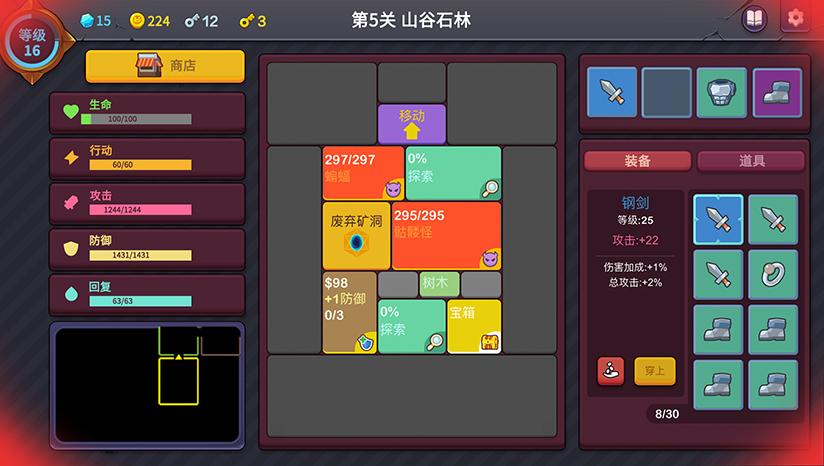 等级
16
15
224
12
3
第5关 山谷石林
商店
生命
100/100
行动
60/60
攻击
1244/1244
防御
1431/1431
回复
63/63
移动
297/297
蝙蝠
0%
探索
废弃矿洞
295/295
骷髅怪
$98
+1防御
0/3
树木
0%
探索
宝箱
装备
道具
钢剑
等级:25
攻击:+22
伤害加成:+1%
总攻击:+2%
穿上
8/30